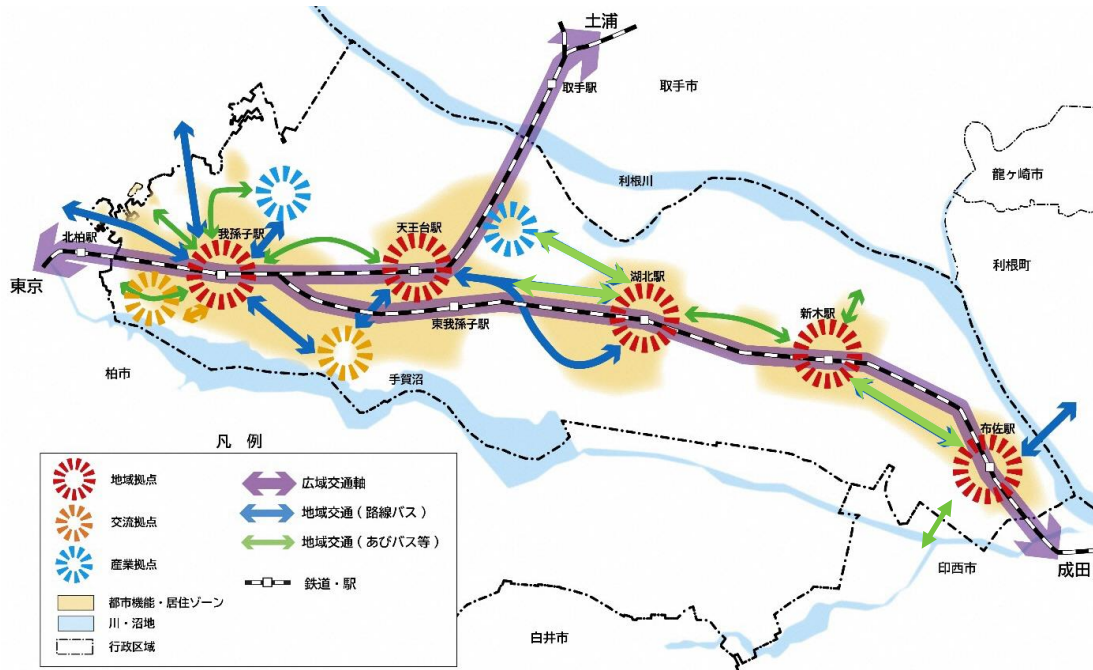 土浦
取手駅
取手市
龍ヶ崎市
利根川
利根町
北柏駅
我孫子駅
天王台駅
東京
湖北駅
新木駅
東我孫子駅
柏市
手賀沼
布佐駅
凡 例
地域拠点
交流拠点
産業拠点
都市機能・居住ゾーン
川・沼地
行政区域
広域交通軸
地域交通(路線バス)
地域交通(あびバス等)
鉄道・駅
印西市
成田
白井市